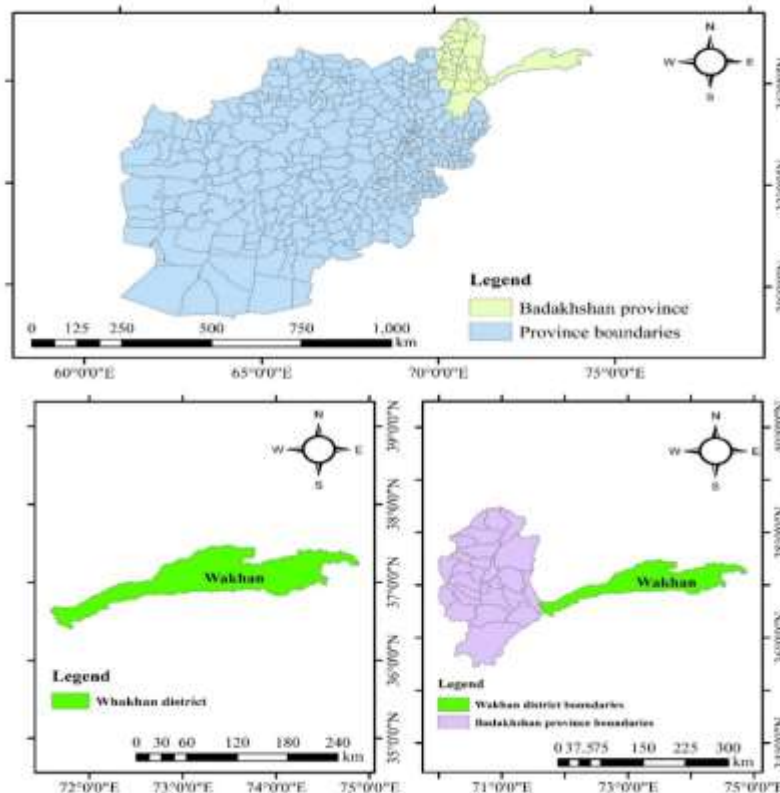 N
W E
S
Legend
Badakhshan province
Province boundaries
0 125 250 500 750 1,000
km
60°0'0"E 65°0'0"E 70°0'0"E 75°0'0"E
N
W E
S
39°0'0"N
38°0'0"N
37°0'0"N
36°0'0"N
35°0'0"N
Wakhan
Legend
Whakhan district
0 30 60 120 180 240
km
72°0'0"E 73°0'0"E 74°0'0"E 75°0'0"E
N
W E
S
Wakhan
Legend
Wakhan district boundaries
Badakhshan province boundaries
0 37.575 150 225 300
km
71°0'0"E 73°0'0"E 75°0'0"E